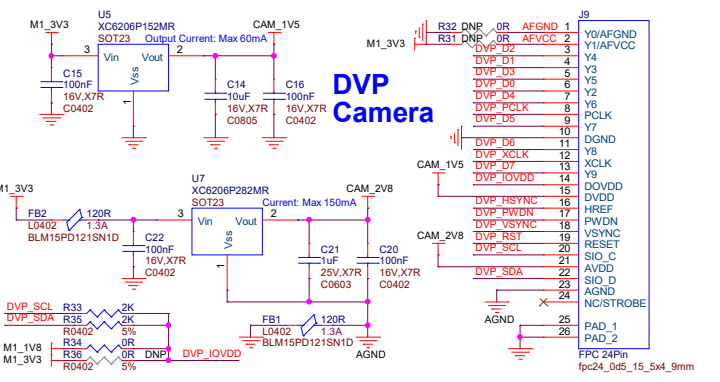 U5
XC6206P152MR
SOT23 Output Current: Max 60mA
M1_3V3
CAM_1V5
3 Vin Vout 2
Vss
1
C15
100nF
16V,X7R
C0402
C14
10uF
16V,X7R
C0805
C16
100nF
16V,X7R
C0402
DVP
Camera
U7
XC6206P282MR
SOT23 Current: Max 150mA
M1_3V3
CAM_2V8
FB2 120R
L0402 1.3A
BLM15PD121SN1D
3 Vin Vout 2
Vss
1
C22
100nF
16V,X7R
C0402
C21
1uF
25V,X7R
C0603
C20
100nF
16V,X7R
C0402
FB1 120R
L0402 1.3A
BLM15PD121SN1D
AGND
DVP_SCL R33 2K
DVP_SDA R35 2K
R0402 5%
M1_1V8 R34 0R
M1_3V3 R36 0R DNP DVP_IOVDD
R0402 5%
J9
R32 DNP 0R AFGND 1 Y0/AFGND
M1_3V3 R31 DNP 0R AFVCC 2 Y1/AFVCC
DVP_D2 3 Y4
DVP_D1 4 Y3
DVP_D3 5 Y5
DVP_D0 6 Y2
DVP_D4 7 Y6
DVP_PCLK 8 PCLK
DVP_D5 9 Y7
10 DGND
DVP_D6 11 Y8
DVP_XCLK 12 XCLK
DVP_D7 13 Y9
DVP_IOVDD 14 DOVDD
CAM_1V5 15 DVDD
DVP_HSYNC 16 HREF
DVP_PWDN 17 PWDN
DVP_VSYNC 18 VSYNC
DVP_RST 19 RESET
DVP_SCL 20 SIO_C
CAM_2V8 21 AVDD
DVP_SDA 22 SIO_D
23 AGND
24 NC/STROBE
AGND
25 PAD_1
26 PAD_2
FPC 24Pin
fpc24_0d5_15_5x4_9mm